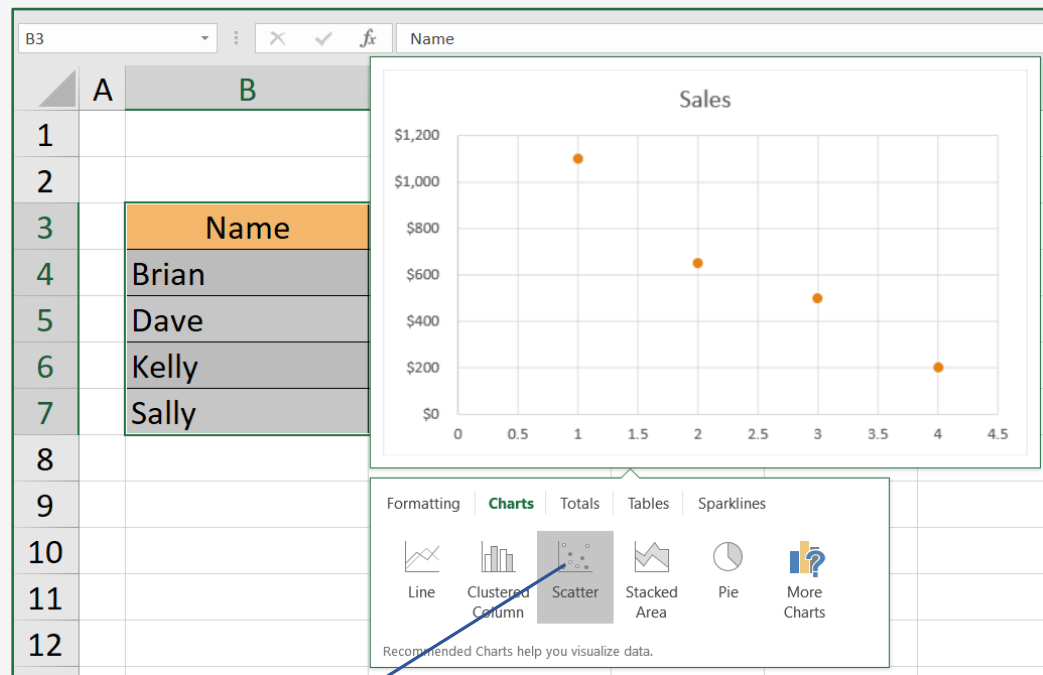 B3 fx Name
A B
1
2
3 Name
4 Brian
5 Dave
6 Kelly
7 Sally
8
9
10
11
12
Sales
$1,200
$1,000
$800
$600
$400
$200
$0
0 0.5 1 1.5 2 2.5 3 3.5 4 4.5
Formatting Charts Totals Tables Sparklines
Line Clustered Column Scatter Stacked Area Pie More Charts
Recommended Charts help you visualize data.